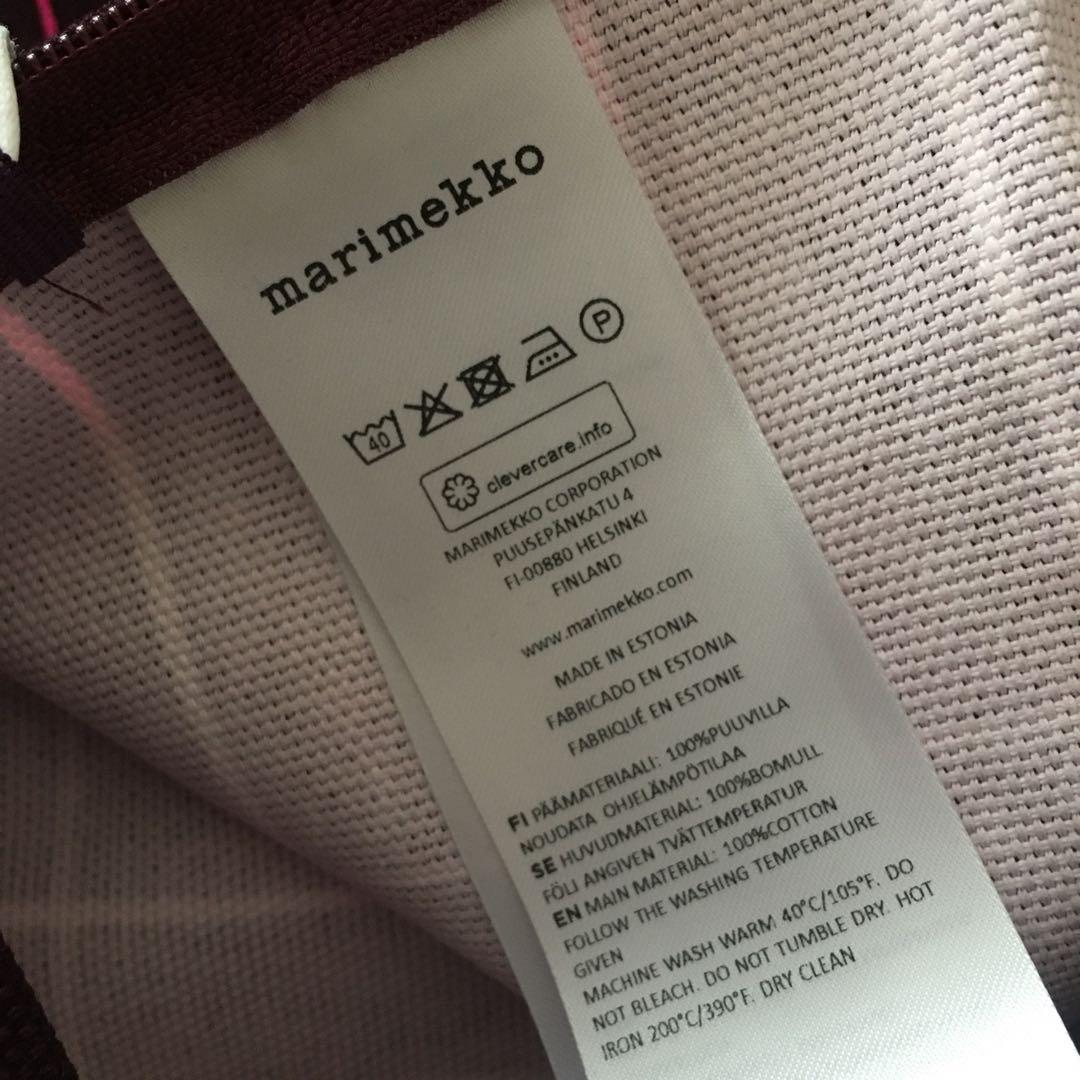 marimekko
40
P
clevercare.info
MARIMEKKO CORPORATION
PUUSEPÄNKATU 4
FI-00880 HELSINKI
FINLAND
www.marimekko.com
MADE IN ESTONIA
FABRICADO EN ESTONIA
FABRIQUÉ EN ESTONIE
FI PÄÄMATERIAALI: 100%PUUVILLA
NOUDATA OHJELÄMPÖTILAA
SE HUVUDMATERIAL: 100%BOMULL
FÖLJ ANGIVEN TVÄTTEMPERATUR
EN MAIN MATERIAL: 100%COTTON
FOLLOW THE WASHING TEMPERATURE
GIVEN
MACHINE WASH WARM 40°C/105°F. DO
NOT BLEACH. DO NOT TUMBLE DRY. HOT
IRON 200°C/390°F. DRY CLEAN